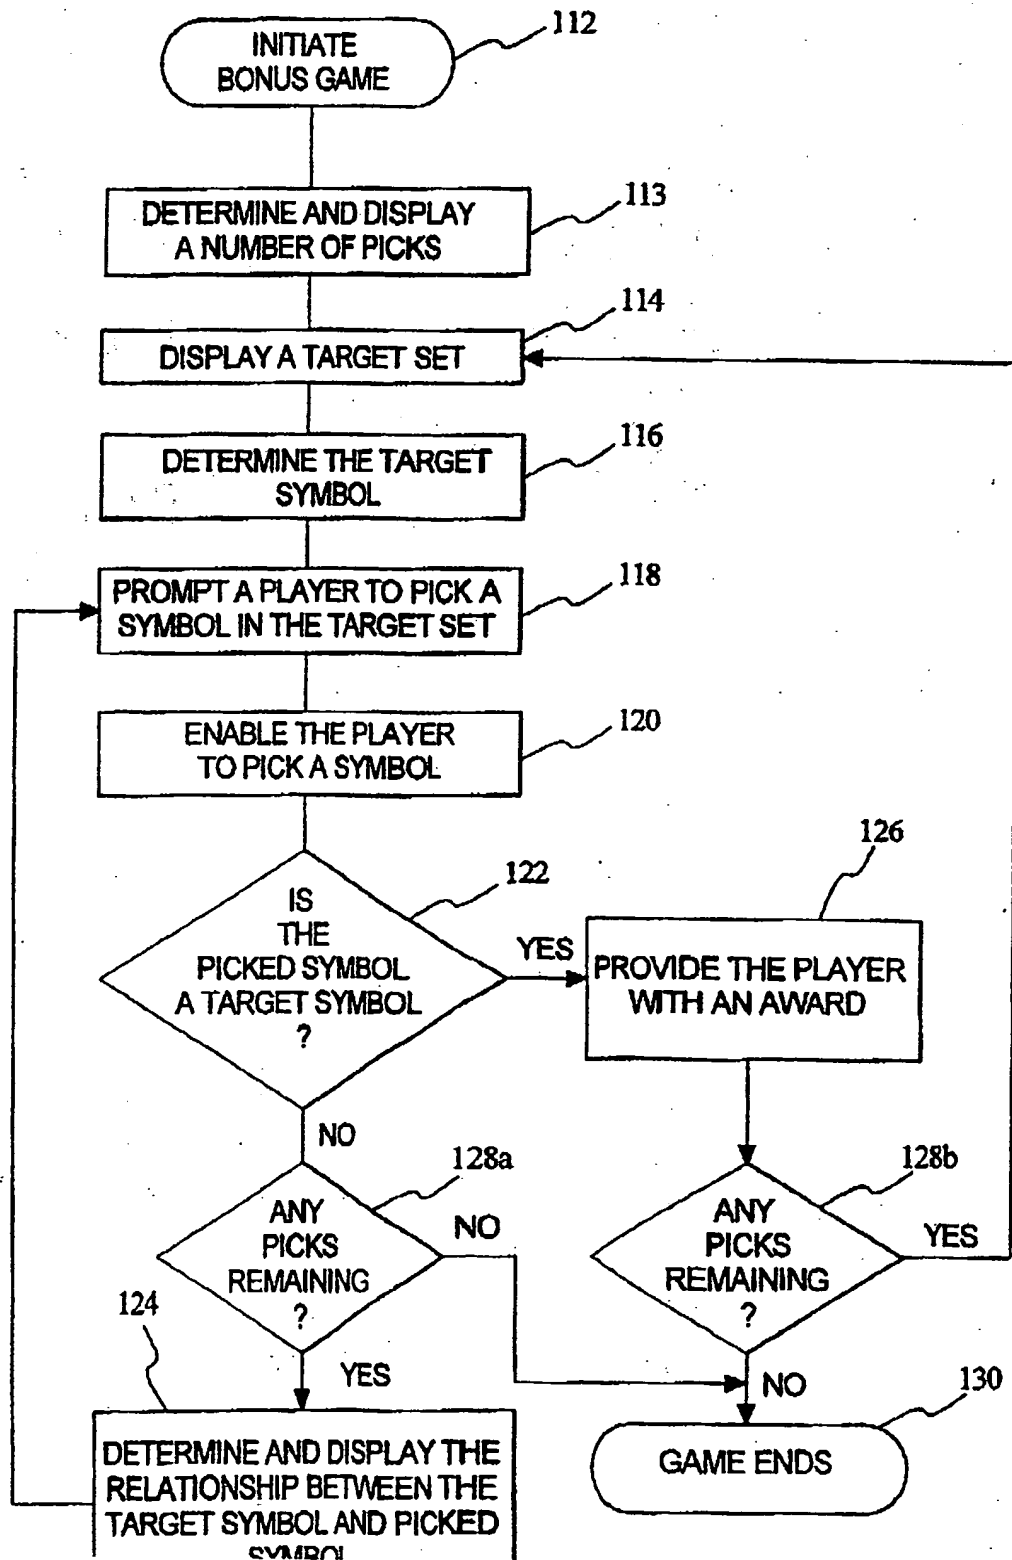 INITIATE
BONUS GAME
112
DETERMINE AND DISPLAY
A NUMBER OF PICKS
113
114
DISPLAY A TARGET SET
116
DETERMINE THE TARGET
SYMBOL
118
PROMPT A PLAYER TO PICK A
SYMBOL IN THE TARGET SET
120
ENABLE THE PLAYER
TO PICK A SYMBOL
122
IS
THE
PICKED SYMBOL
A TARGET SYMBOL
?
YES
126
PROVIDE THE PLAYER
WITH AN AWARD
NO
128a
ANY
PICKS
REMAINING
?
NO
128b
ANY
PICKS
REMAINING
?
YES
124
YES
NO
130
GAME ENDS
DETERMINE AND DISPLAY THE
RELATIONSHIP BETWEEN THE
TARGET SYMBOL AND PICKED
SYMBOL